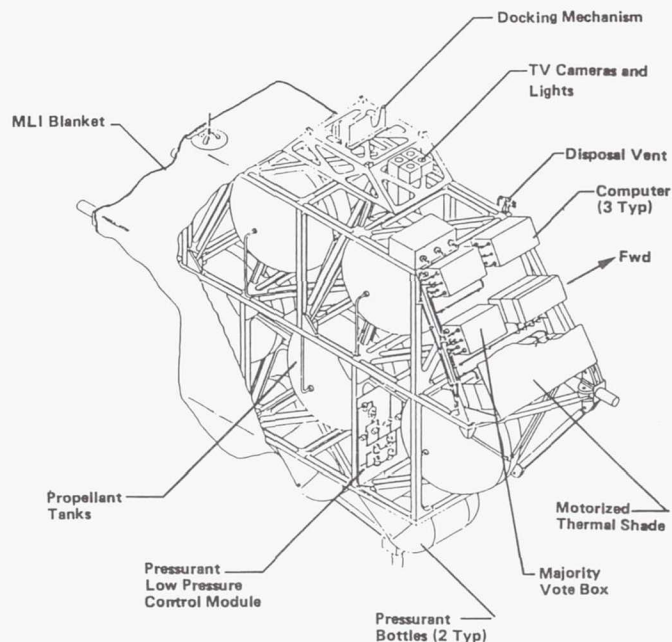 Docking Mechanism
TV Cameras and
Lights
MLI Blanket
Disposal Vent
Computer
(3 Typ)
Fwd
Propellant
Tanks
Motorized
Thermal Shade
Pressurant
Low Pressure
Control Module
Majority
Vote Box
Pressurant
Bottles (2 Typ)